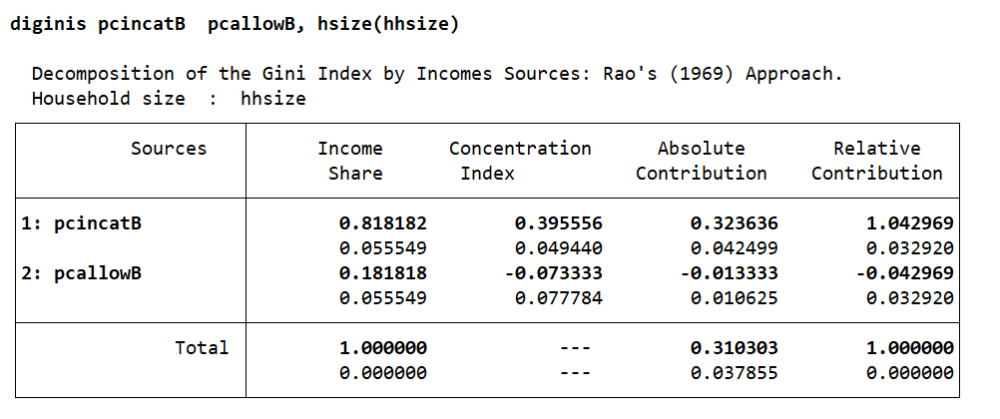 diginis pcincatB  pcallowB, hsize(hhsize)
Decomposition of the Gini Index by Incomes Sources: Rao's (1969) Approach.
Household size  :  hhsize
Sources Income Concentration Absolute Relative
Share Index Contribution Contribution
1: pcincatB 0.818182 0.395556 0.323636 1.042969
0.055549 0.049440 0.042499 0.032920
2: pcallowB 0.181818 -0.073333 -0.013333 -0.042969
0.055549 0.077784 0.010625 0.032920
Total 1.000000 --- 0.310303 1.000000
0.000000 --- 0.037855 0.000000